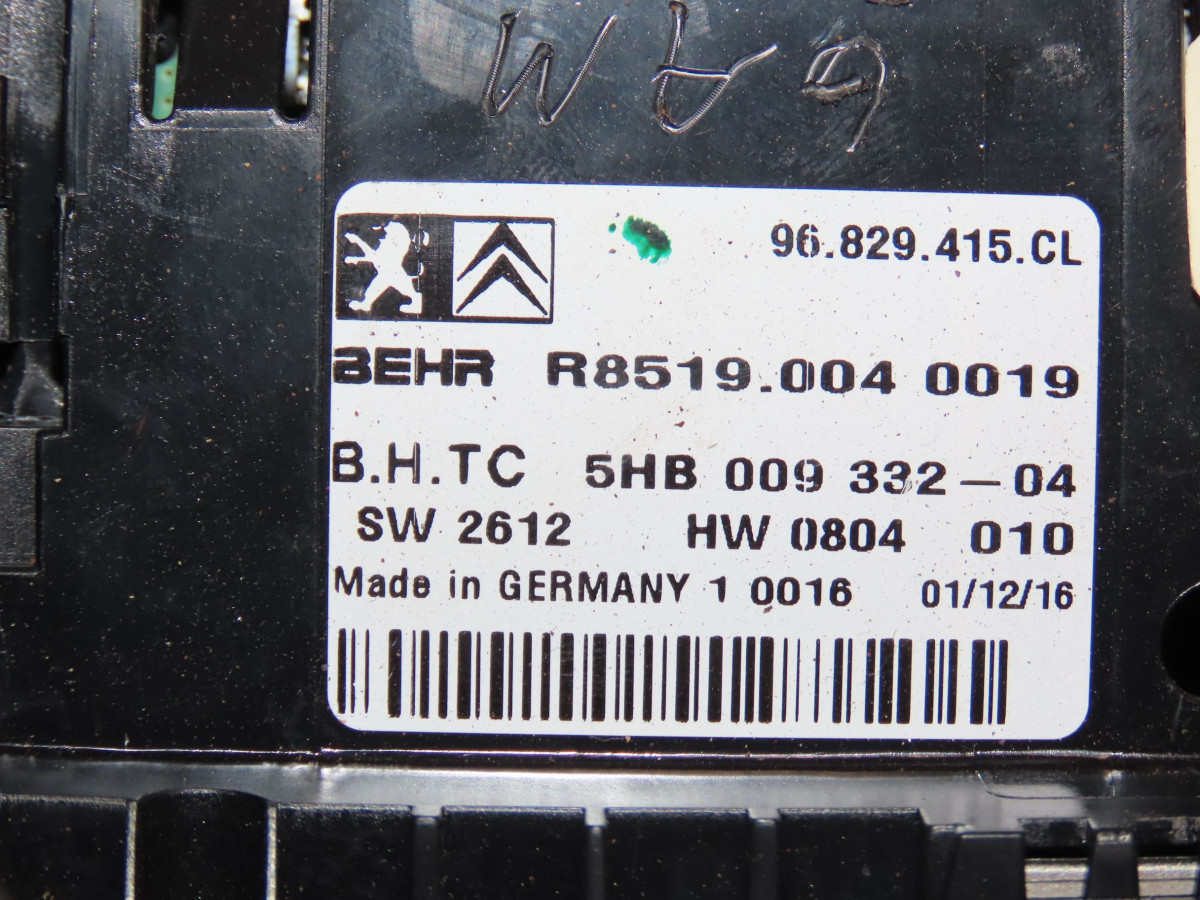 96.829.415.CL
BEHR R8519.004 0019
B.H.TC 5HB 009 332-04
SW 2612 HW 0804 010
Made in GERMANY 1 0016 01/12/16